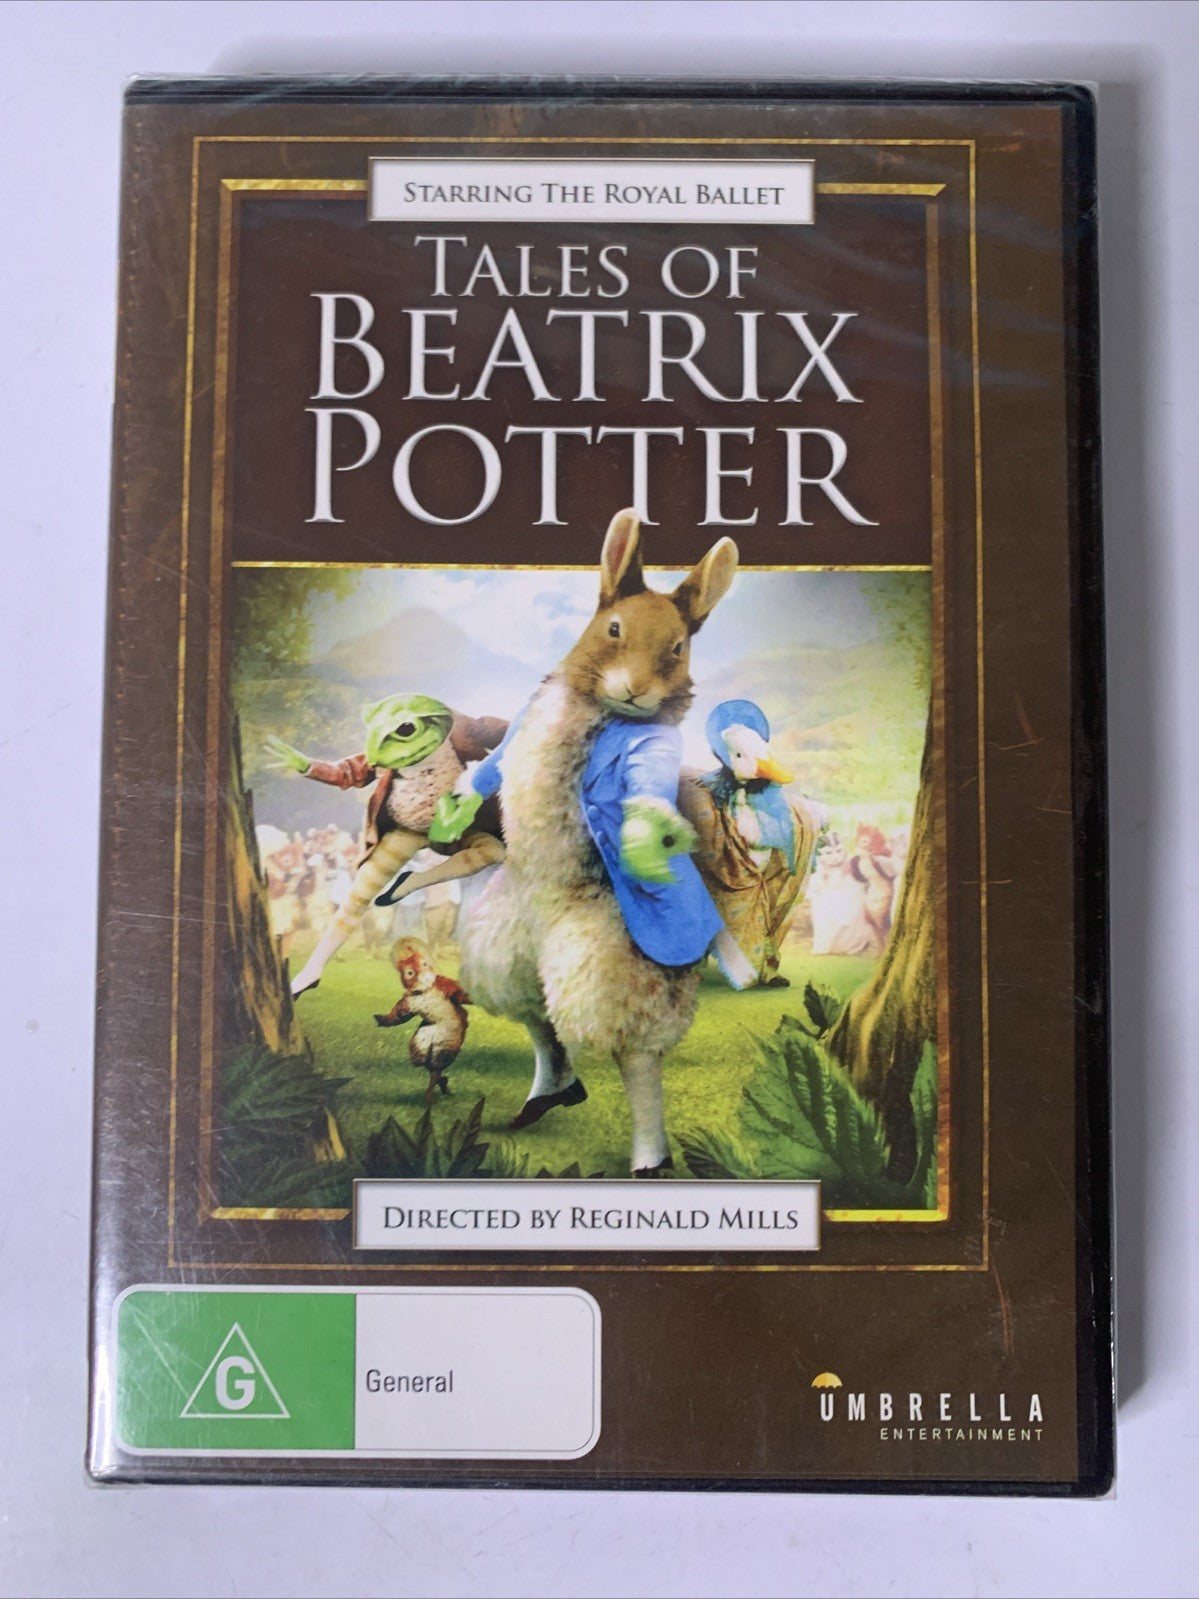 STARRING THE ROYAL BALLET
TALES OF
BEATRIX
POTTER
DIRECTED BY REGINALD MILLS
G
General
UMBRELLA
ENTERTAINMENT